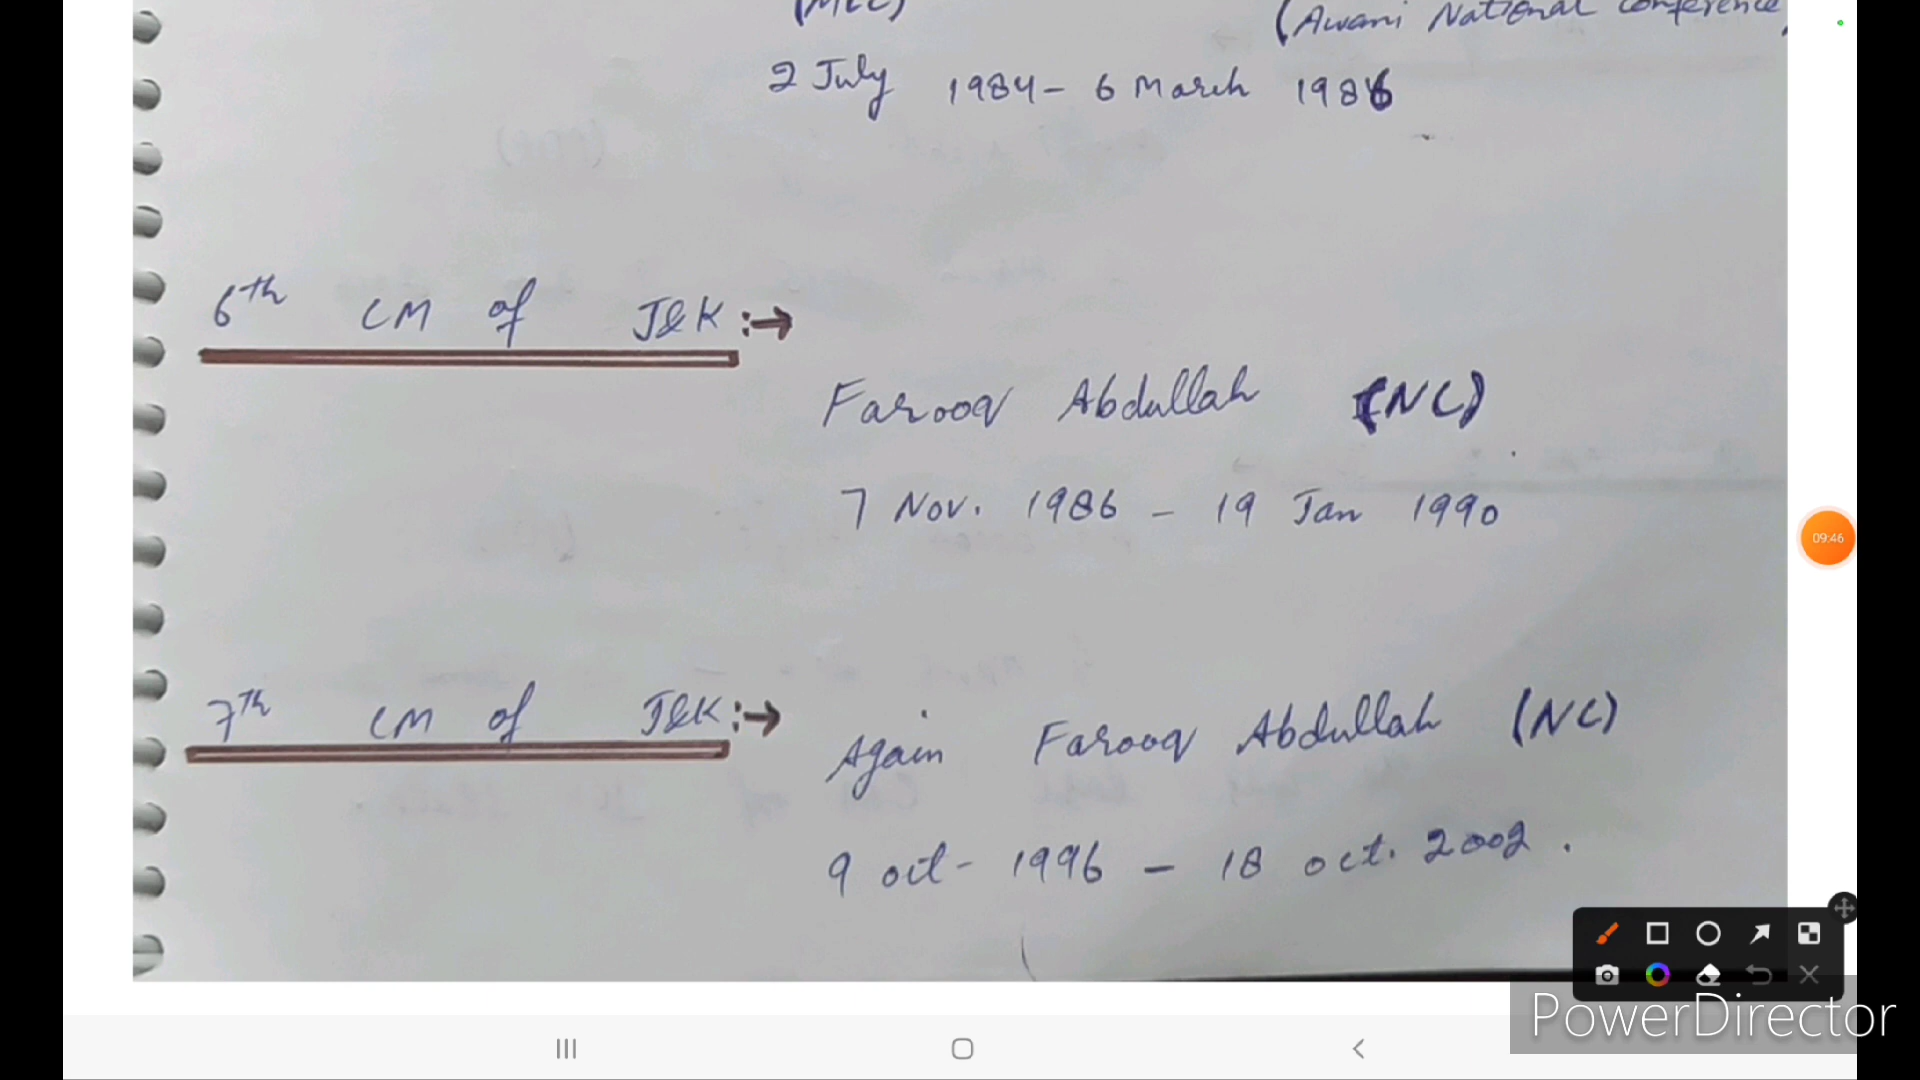 (MLC) (Awami National Conference)
2 July 1984 - 6 March 1986
6th CM of J&K :→
Farooq Abdullah (NC)
7 Nov. 1986 - 19 Jan 1990
09:46
7th CM of J&K :→ Again Farooq Abdullah (NC)
9 oct - 1996 - 18 oct. 2002.
PowerDirector